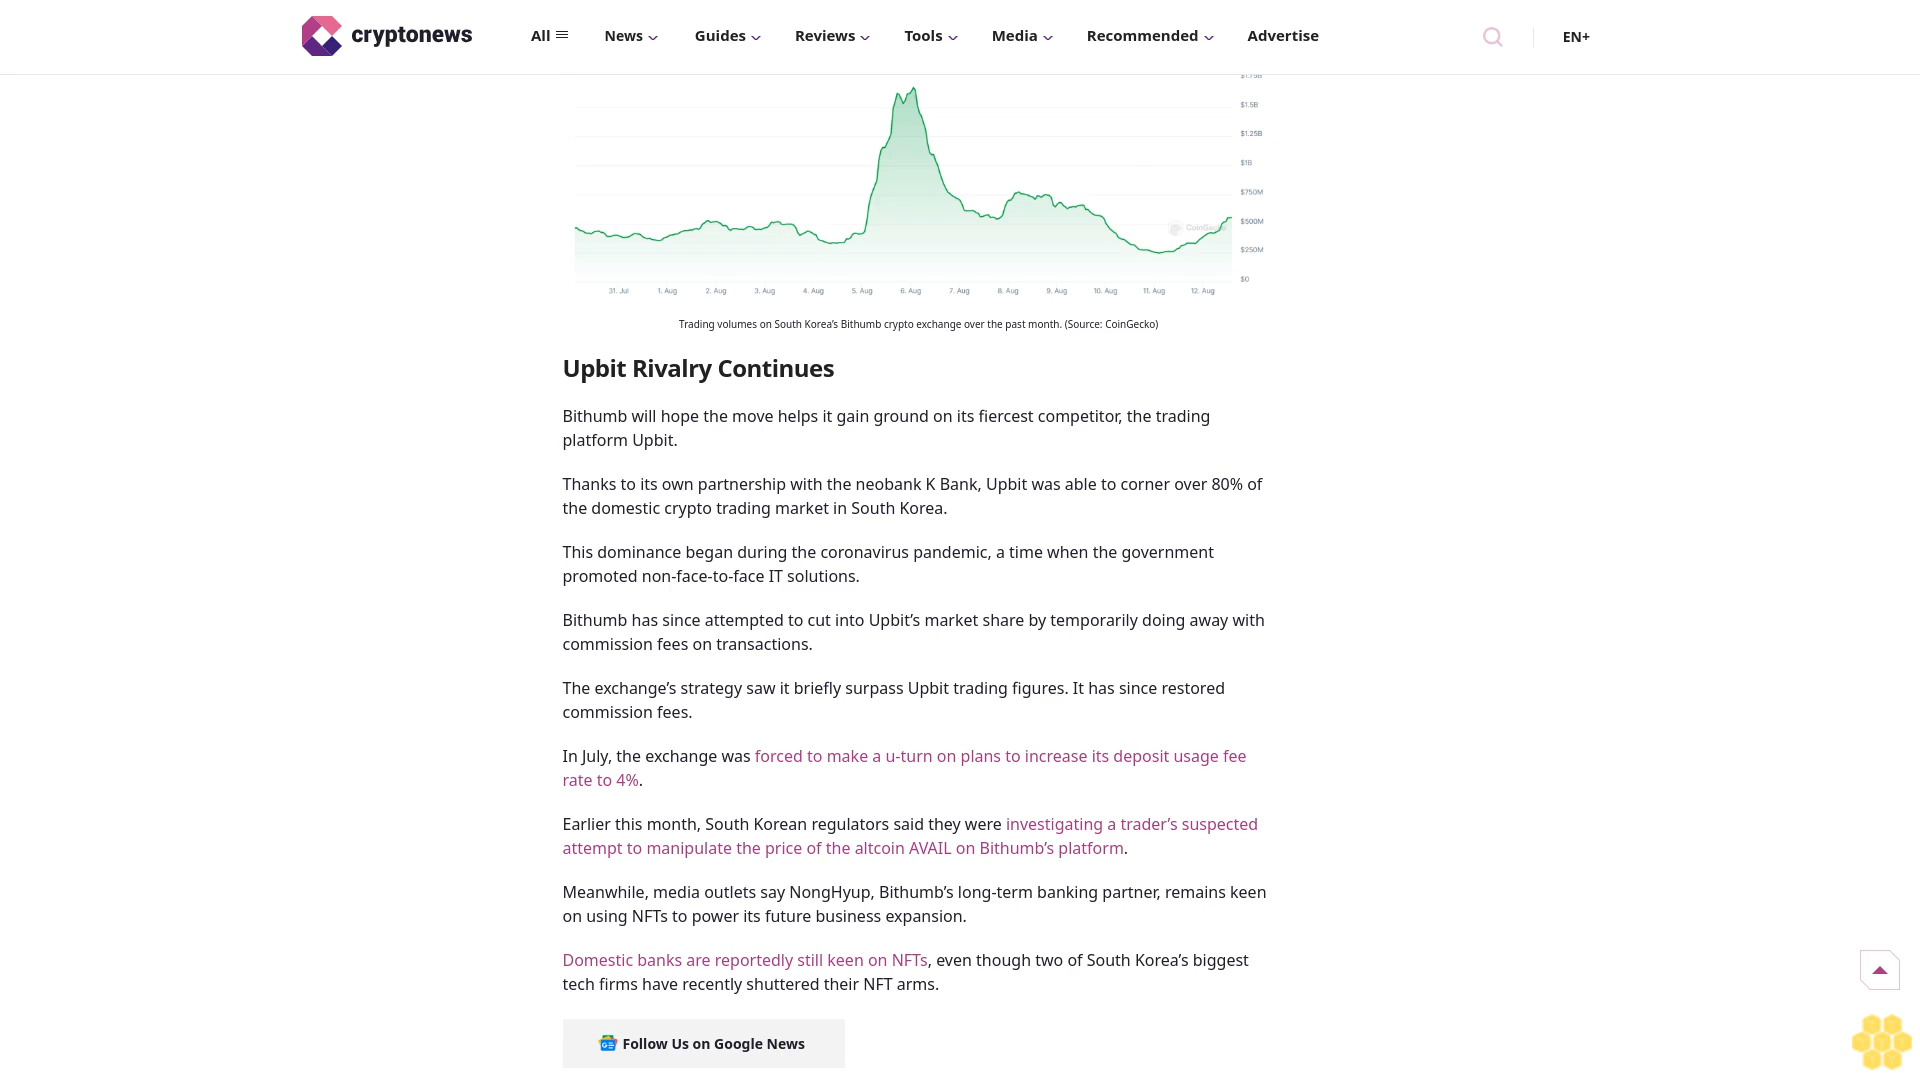 cryptonews
All
News
Guides
Reviews
Tools
Media
Recommended
Advertise
EN+
$1.75B
$1.5B
$1.25B
$1B
$750M
$500M
$250M
$0
CoinGecko
31. Jul 1. Aug 2. Aug 3. Aug 4. Aug 5. Aug 6. Aug 7. Aug 8. Aug 9. Aug 10. Aug 11. Aug 12. Aug
Trading volumes on South Korea’s Bithumb crypto exchange over the past month. (Source: CoinGecko)
Upbit Rivalry Continues
Bithumb will hope the move helps it gain ground on its fiercest competitor, the trading
platform Upbit.
Thanks to its own partnership with the neobank K Bank, Upbit was able to corner over 80% of
the domestic crypto trading market in South Korea.
This dominance began during the coronavirus pandemic, a time when the government
promoted non-face-to-face IT solutions.
Bithumb has since attempted to cut into Upbit’s market share by temporarily doing away with
commission fees on transactions.
The exchange’s strategy saw it briefly surpass Upbit trading figures. It has since restored
commission fees.
In July, the exchange was forced to make a u-turn on plans to increase its deposit usage fee
rate to 4%.
Earlier this month, South Korean regulators said they were investigating a trader’s suspected
attempt to manipulate the price of the altcoin AVAIL on Bithumb’s platform.
Meanwhile, media outlets say NongHyup, Bithumb’s long-term banking partner, remains keen
on using NFTs to power its future business expansion.
Domestic banks are reportedly still keen on NFTs, even though two of South Korea’s biggest
tech firms have recently shuttered their NFT arms.
Follow Us on Google News